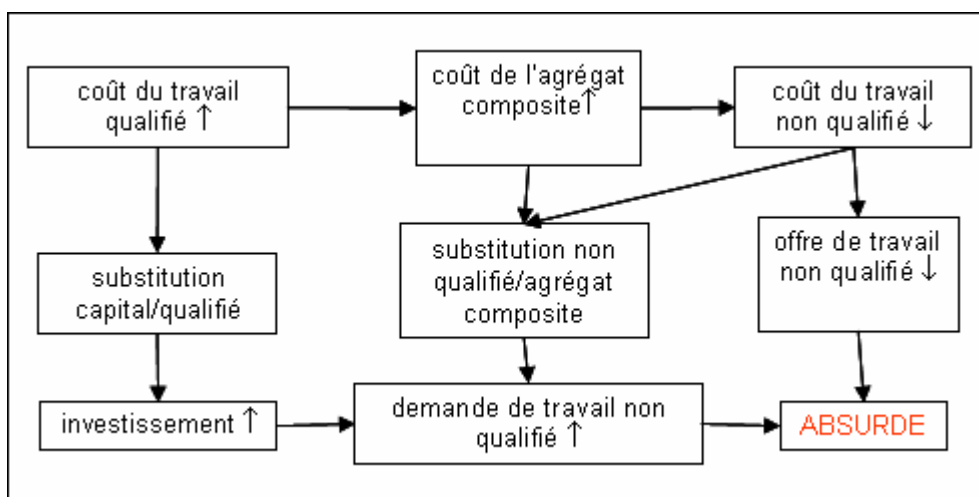 coût du travail
qualifié ↑
coût de l'agrégat
composite↑
coût du travail
non qualifié ↓
substitution
capital/qualifié
substitution non
qualifié/agrégat
composite
offre de travail
non qualifié ↓
investissement ↑
demande de travail non
qualifié ↑
ABSURDE